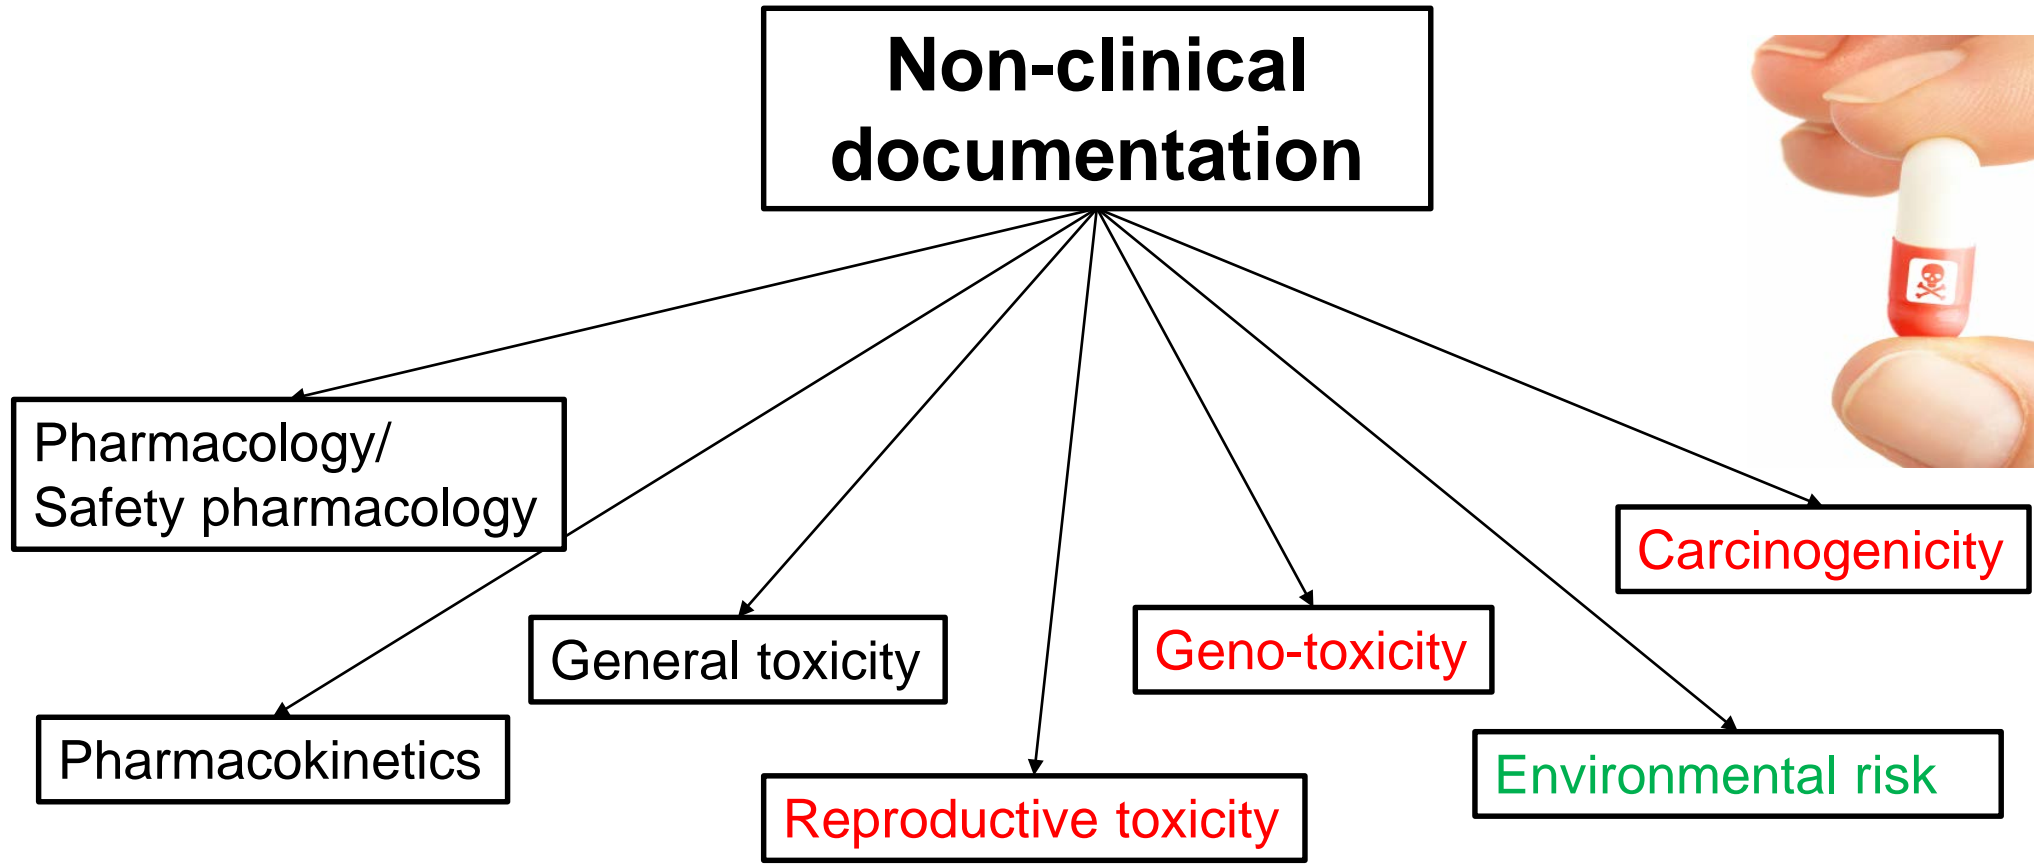 Non-clinical
documentation
Pharmacology/
Safety pharmacology
Carcinogenicity
General toxicity
Geno-toxicity
Pharmacokinetics
Reproductive toxicity
Environmental risk